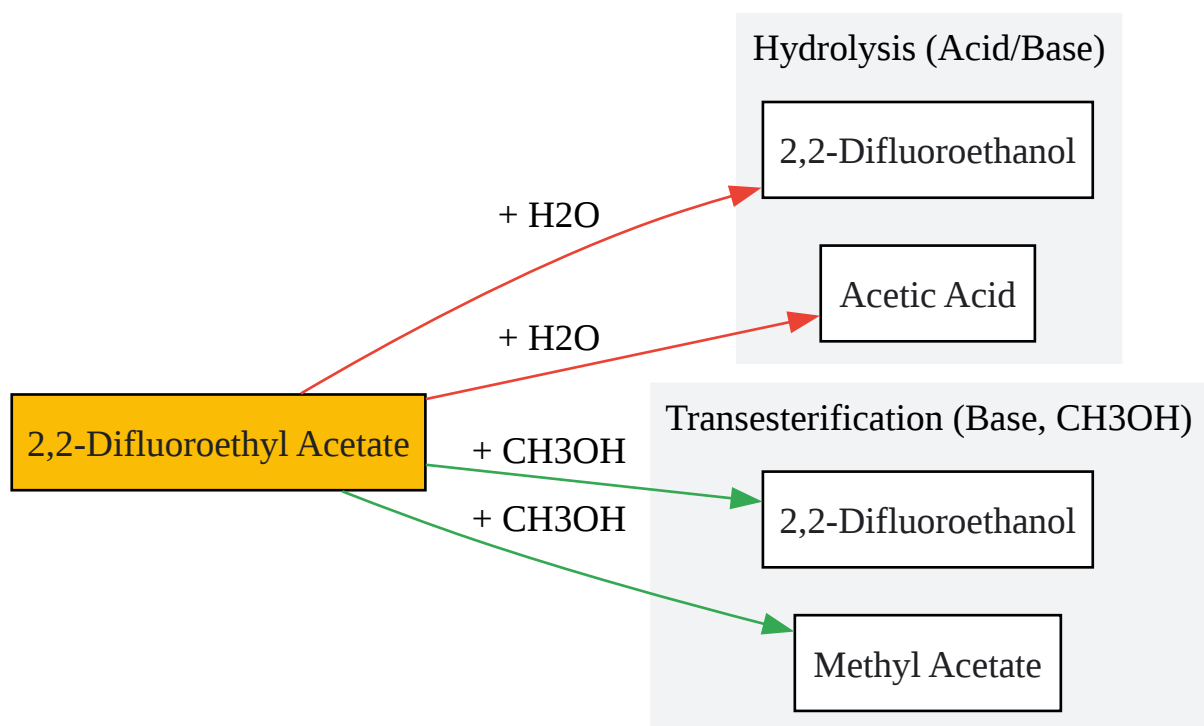 Hydrolysis (Acid/Base)
2,2-Difluoroethanol
+ H2O
Acetic Acid
+ H2O
2,2-Difluoroethyl Acetate
Transesterification (Base, CH3OH)
+ CH3OH
2,2-Difluoroethanol
+ CH3OH
Methyl Acetate